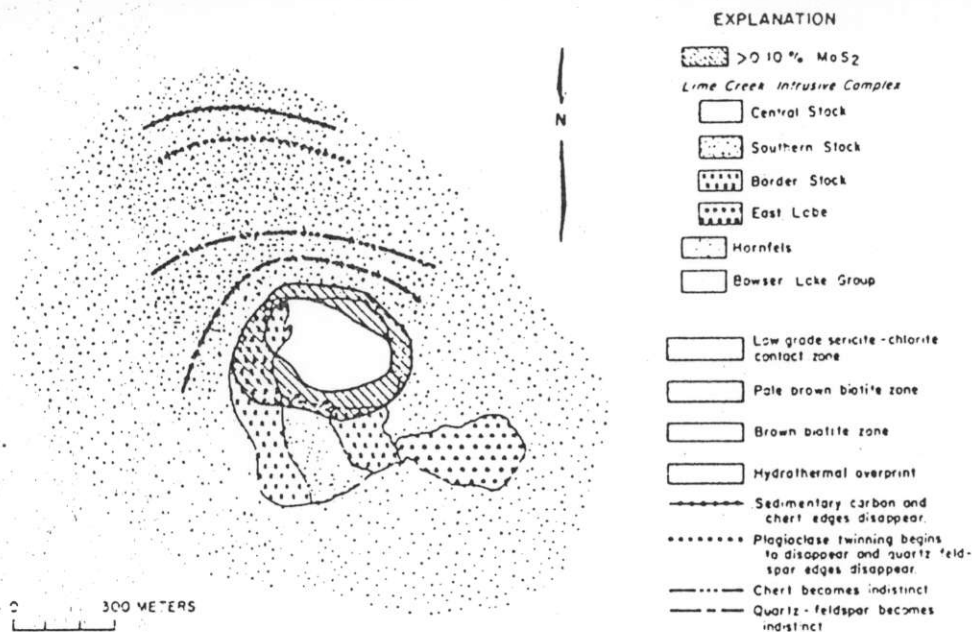 EXPLANATION
>0.10% MoS2
Lime Creek Intrusive Complex
Central Stock
Southern Stock
Border Stock
East Lobe
Hornfels
Bowser Lake Group
N
Low grade sericite-chlorite
contact zone
Pale brown biotite zone
Brown biotite zone
Hydrothermal overprint
Sedimentary carbon and
chert edges disappear.
Plagioclase twinning begins
to disappear and quartz feld-
spar edges disappear.
Chert becomes indistinct
Quartz-feldspar becomes
indistinct
0 300 METERS